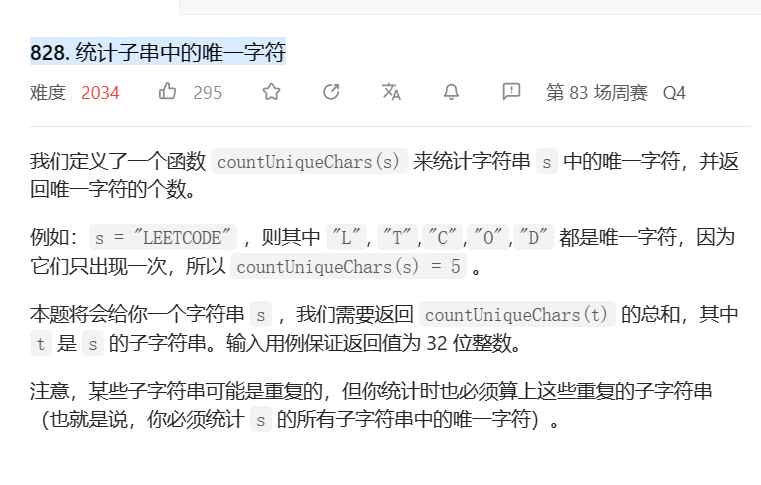 828. 统计子串中的唯一字符
难度 2034 295 第 83 场周赛 Q4
我们定义了一个函数 countUniqueChars(s) 来统计字符串 s 中的唯一字符，并返
回唯一字符的个数。
例如：s = "LEETCODE" ，则其中 "L", "T","C","O","D" 都是唯一字符，因为
它们只出现一次，所以 countUniqueChars(s) = 5 。
本题将会给你一个字符串 s ，我们需要返回 countUniqueChars(t) 的总和，其中
t 是 s 的子字符串。输入用例保证返回值为 32 位整数。
注意，某些子字符串可能是重复的，但你统计时也必须算上这些重复的子字符串
（也就是说，你必须统计 s 的所有子字符串中的唯一字符）。